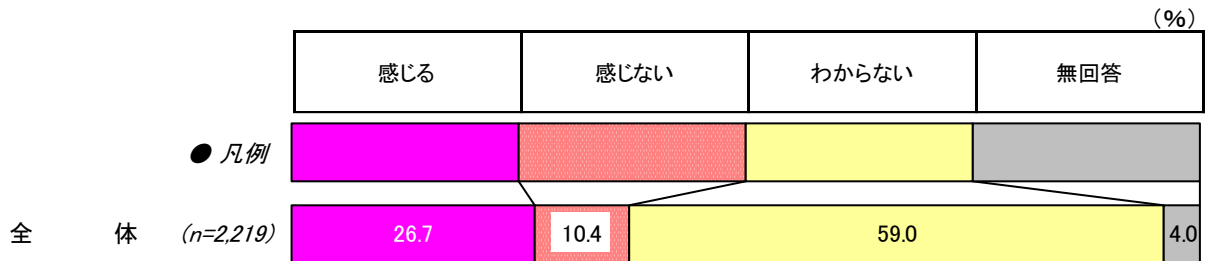 （%）
感じる 感じない わからない 無回答
● 凡例
全 体 (n=2,219) 26.7 10.4 59.0 4.0